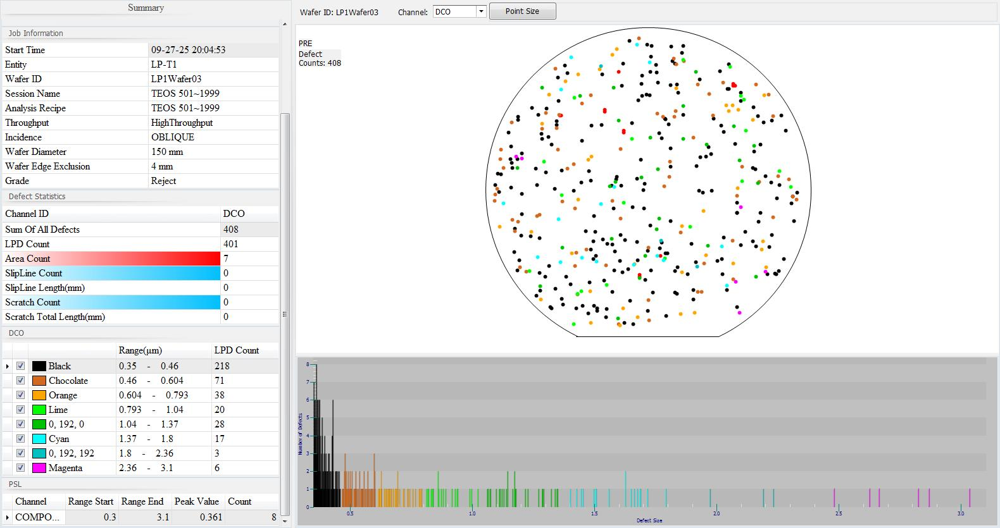 Summary
Job Information
Start Time 09-27-25 20:04:53
Entity LP-T1
Wafer ID LP1Wafer03
Session Name TEOS 501~1999
Analysis Recipe TEOS 501~1999
Throughput HighThroughput
Incidence OBLIQUE
Wafer Diameter 150 mm
Wafer Edge Exclusion 4 mm
Grade Reject
Defect Statistics
Channel ID DCO
Sum Of All Defects 408
LPD Count 401
Area Count 7
SlipLine Count 0
SlipLine Length(mm) 0
Scratch Count 0
Scratch Total Length(mm) 0
DCO
Range(µm) LPD Count
Black 0.35 - 0.46 218
Chocolate 0.46 - 0.604 71
Orange 0.604 - 0.793 38
Lime 0.793 - 1.04 20
0, 192, 0 1.04 - 1.37 28
Cyan 1.37 - 1.8 17
0, 192, 192 1.8 - 2.36 3
Magenta 2.36 - 3.1 6
PSL
Channel Range Start Range End Peak Value Count
COMPO... 0.3 3.1 0.361 8
Wafer ID: LP1Wafer03 Channel: DCO Point Size
PRE
Defect
Counts: 408
8
7
6
5
4
3
2
1
0
Number of Defects
0.5 1.0 1.5 2.0 2.5 3.0
Defect Size